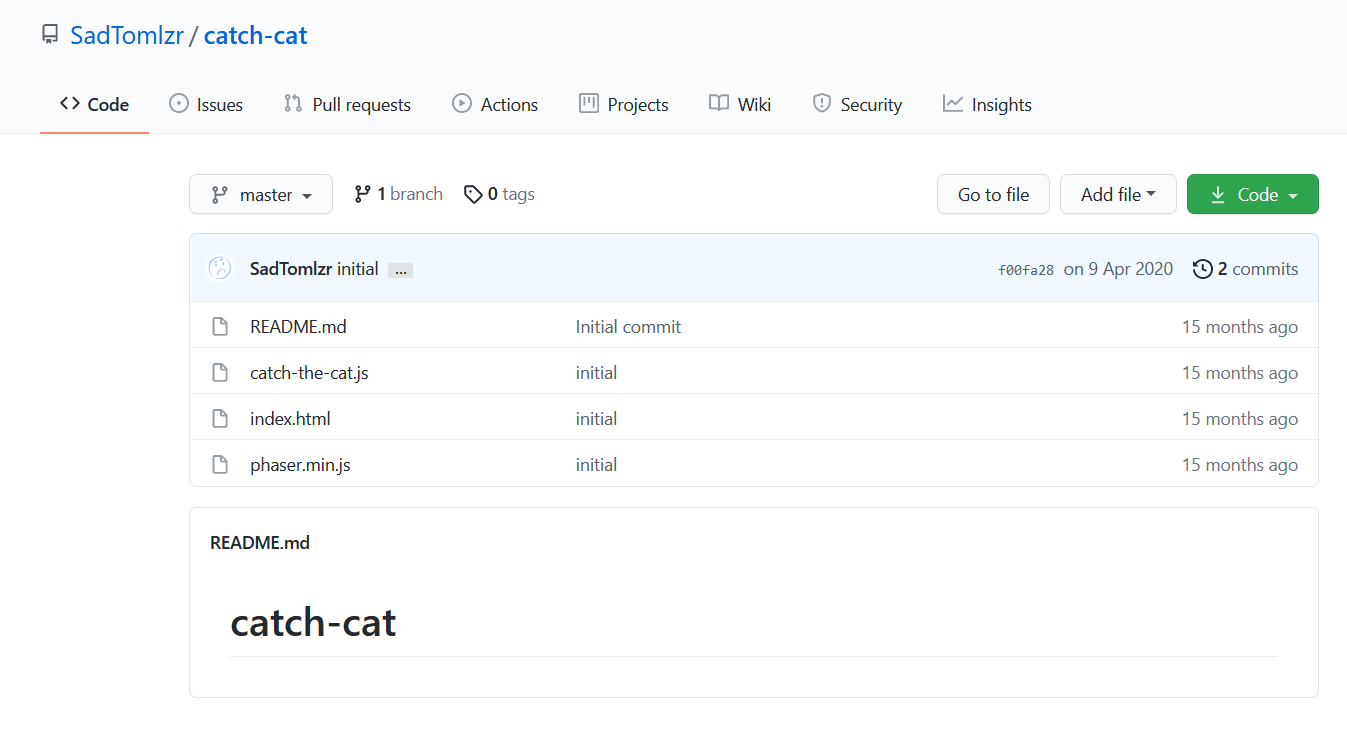 SadTomlzr / catch-cat
Code Issues Pull requests Actions Projects Wiki Security Insights
master 1 branch 0 tags Go to file Add file Code
SadTomlzr initial ... f00fa28 on 9 Apr 2020 2 commits
README.md Initial commit 15 months ago
catch-the-cat.js initial 15 months ago
index.html initial 15 months ago
phaser.min.js initial 15 months ago
README.md
catch-cat